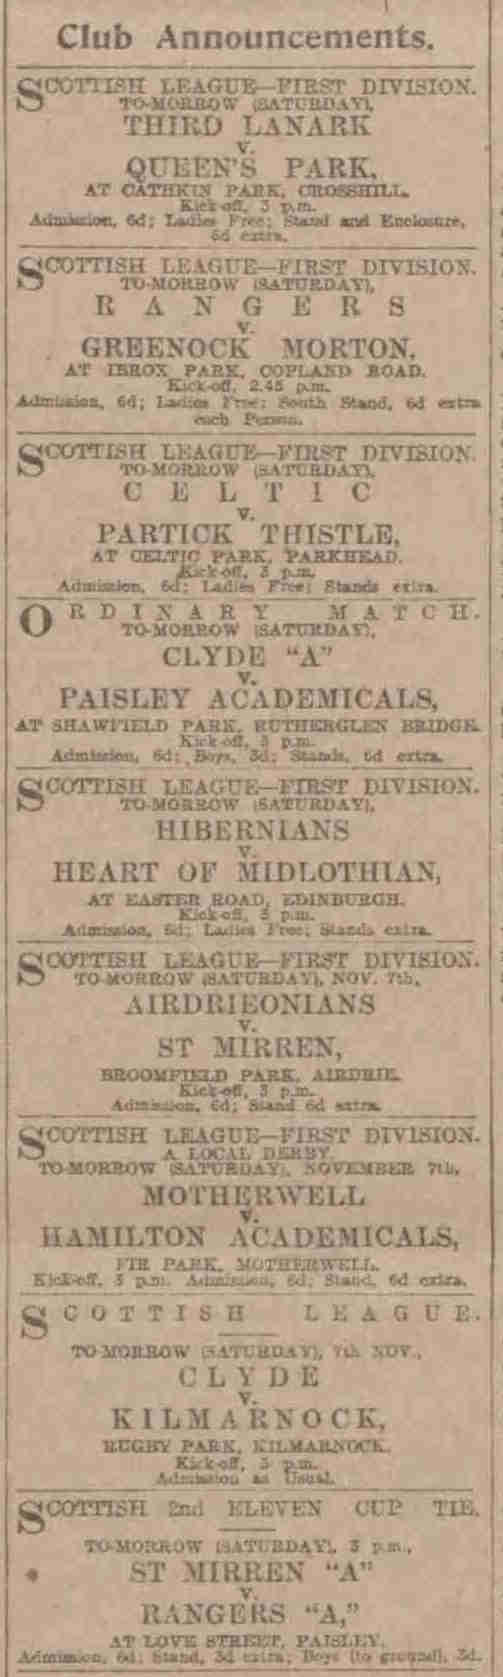 Club Announcements.
SCOTTISH LEAGUE—FIRST DIVISION.
TO-MORROW (SATURDAY),
THIRD LANARK
v.
QUEEN'S PARK,
AT CATHKIN PARK, CROSSHILL.
Kick-off, 3 p.m.
Admission, 6d; Ladies Free; Stand and Enclosure,
6d extra.
SCOTTISH LEAGUE—FIRST DIVISION.
TO-MORROW (SATURDAY),
RANGERS
v.
GREENOCK MORTON,
AT IBROX PARK, COPLAND ROAD.
Kick-off, 2.45 p.m.
Admission, 6d; Ladies Free; South Stand, 6d extra
each Person.
SCOTTISH LEAGUE—FIRST DIVISION.
TO-MORROW (SATURDAY),
CELTIC
v.
PARTICK THISTLE,
AT CELTIC PARK, PARKHEAD.
Kick-off, 3 p.m.
Admission, 6d; Ladies Free; Stands extra.
ORDINARY MATCH.
TO-MORROW (SATURDAY),
CLYDE "A"
v.
PAISLEY ACADEMICALS,
AT SHAWFIELD PARK, RUTHERGLEN BRIDGE.
Kick-off, 3 p.m.
Admission, 6d; Boys, 3d; Stands, 6d extra.
SCOTTISH LEAGUE—FIRST DIVISION.
TO-MORROW (SATURDAY),
HIBERNIANS
v.
HEART OF MIDLOTHIAN,
AT EASTER ROAD, EDINBURGH.
Kick-off, 3 p.m.
Admission, 6d; Ladies Free; Stands extra.
SCOTTISH LEAGUE—FIRST DIVISION.
TO-MORROW (SATURDAY), NOV. 7th,
AIRDRIEONIANS
v.
ST MIRREN,
BROOMFIELD PARK, AIRDRIE.
Kick-off, 3 p.m.
Admission, 6d; Stand 6d extra.
SCOTTISH LEAGUE—FIRST DIVISION.
A LOCAL DERBY.
TO-MORROW (SATURDAY), NOVEMBER 7th,
MOTHERWELL
v.
HAMILTON ACADEMICALS,
FIR PARK, MOTHERWELL.
Kick-off, 3 p.m. Admission, 6d; Stand, 6d extra.
SCOTTISH LEAGUE.
TO-MORROW (SATURDAY), 7th NOV.,
CLYDE
v.
KILMARNOCK,
RUGBY PARK, KILMARNOCK.
Kick-off, 3 p.m.
Admission as Usual.
SCOTTISH 2nd ELEVEN CUP TIE.
TO-MORROW (SATURDAY), 3 p.m.,
ST MIRREN "A"
v.
RANGERS "A,"
AT LOVE STREET, PAISLEY.
Admission, 6d; Stand, 3d extra; Boys (to ground), 3d.